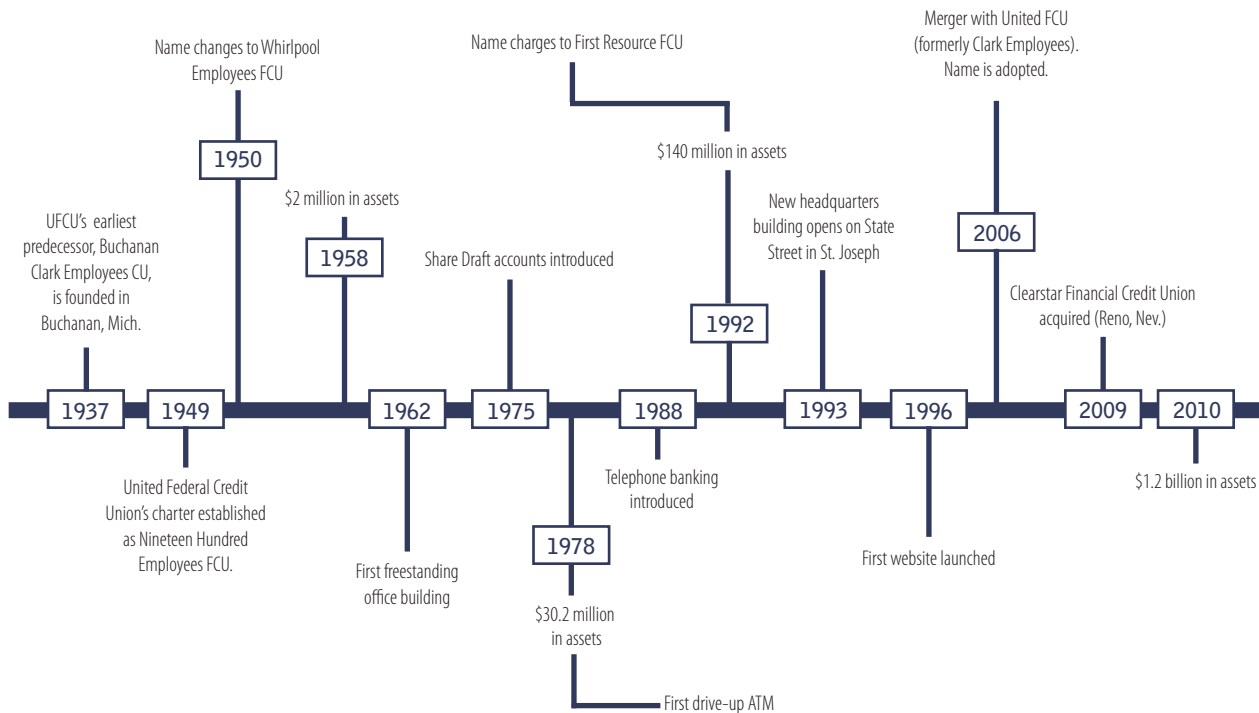 UFCU's earliest
predecessor, Buchanan
Clark Employees CU,
is founded in
Buchanan, Mich.
1937
1949
United Federal Credit
Union's charter established
as Nineteen Hundred
Employees FCU.
Name changes to Whirlpool
Employees FCU
1950
$2 million in assets
1958
1962
First freestanding
office building
Share Draft accounts introduced
1975
1978
$30.2 million
in assets
First drive-up ATM
1988
Telephone banking
introduced
Name charges to First Resource FCU
$140 million in assets
1992
New headquarters
building opens on State
Street in St. Joseph
1993
1996
First website launched
Merger with United FCU
(formerly Clark Employees).
Name is adopted.
2006
Clearstar Financial Credit Union
acquired (Reno, Nev.)
2009
2010
$1.2 billion in assets